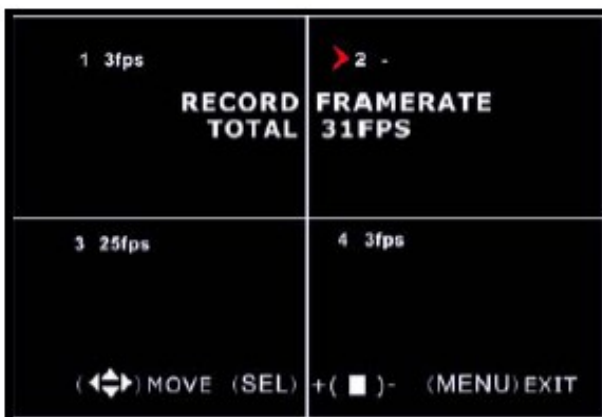 1 3fps
2 -
RECORD FRAMERATE
TOTAL 31FPS
3 25fps
4 3fps
(◀▲▼▶) MOVE (SEL) +( ■ )- (MENU) EXIT